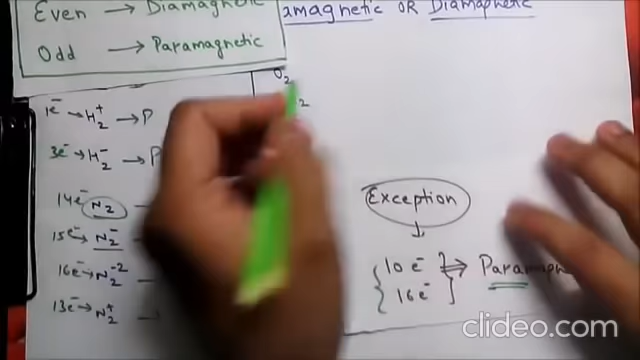 Even → Diamagnetic
Odd → Paramagnetic
amagnetic OR Diamagnetic
1e⁻ → H₂⁺ → P
3e⁻ → H₂⁻ → P
14e⁻ N₂
15e⁻ → N₂⁻
16e⁻ → N₂⁻²
13e⁻ → N₂⁺
O₂
2
Exception
10 e⁻ ⇒ Paramagn
16e⁻
clideo.com